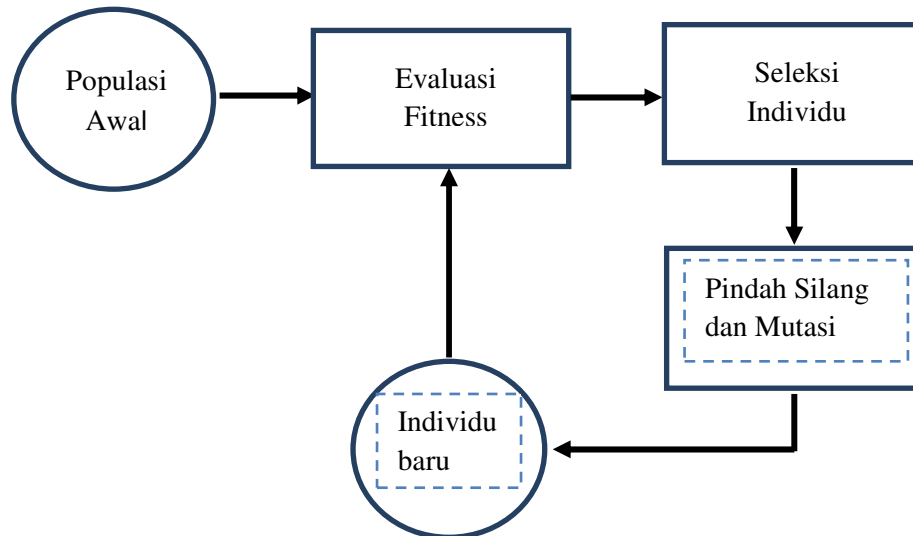 Populasi
Awal
Evaluasi
Fitness
Seleksi
Individu
Pindah Silang
dan Mutasi
Individu
baru